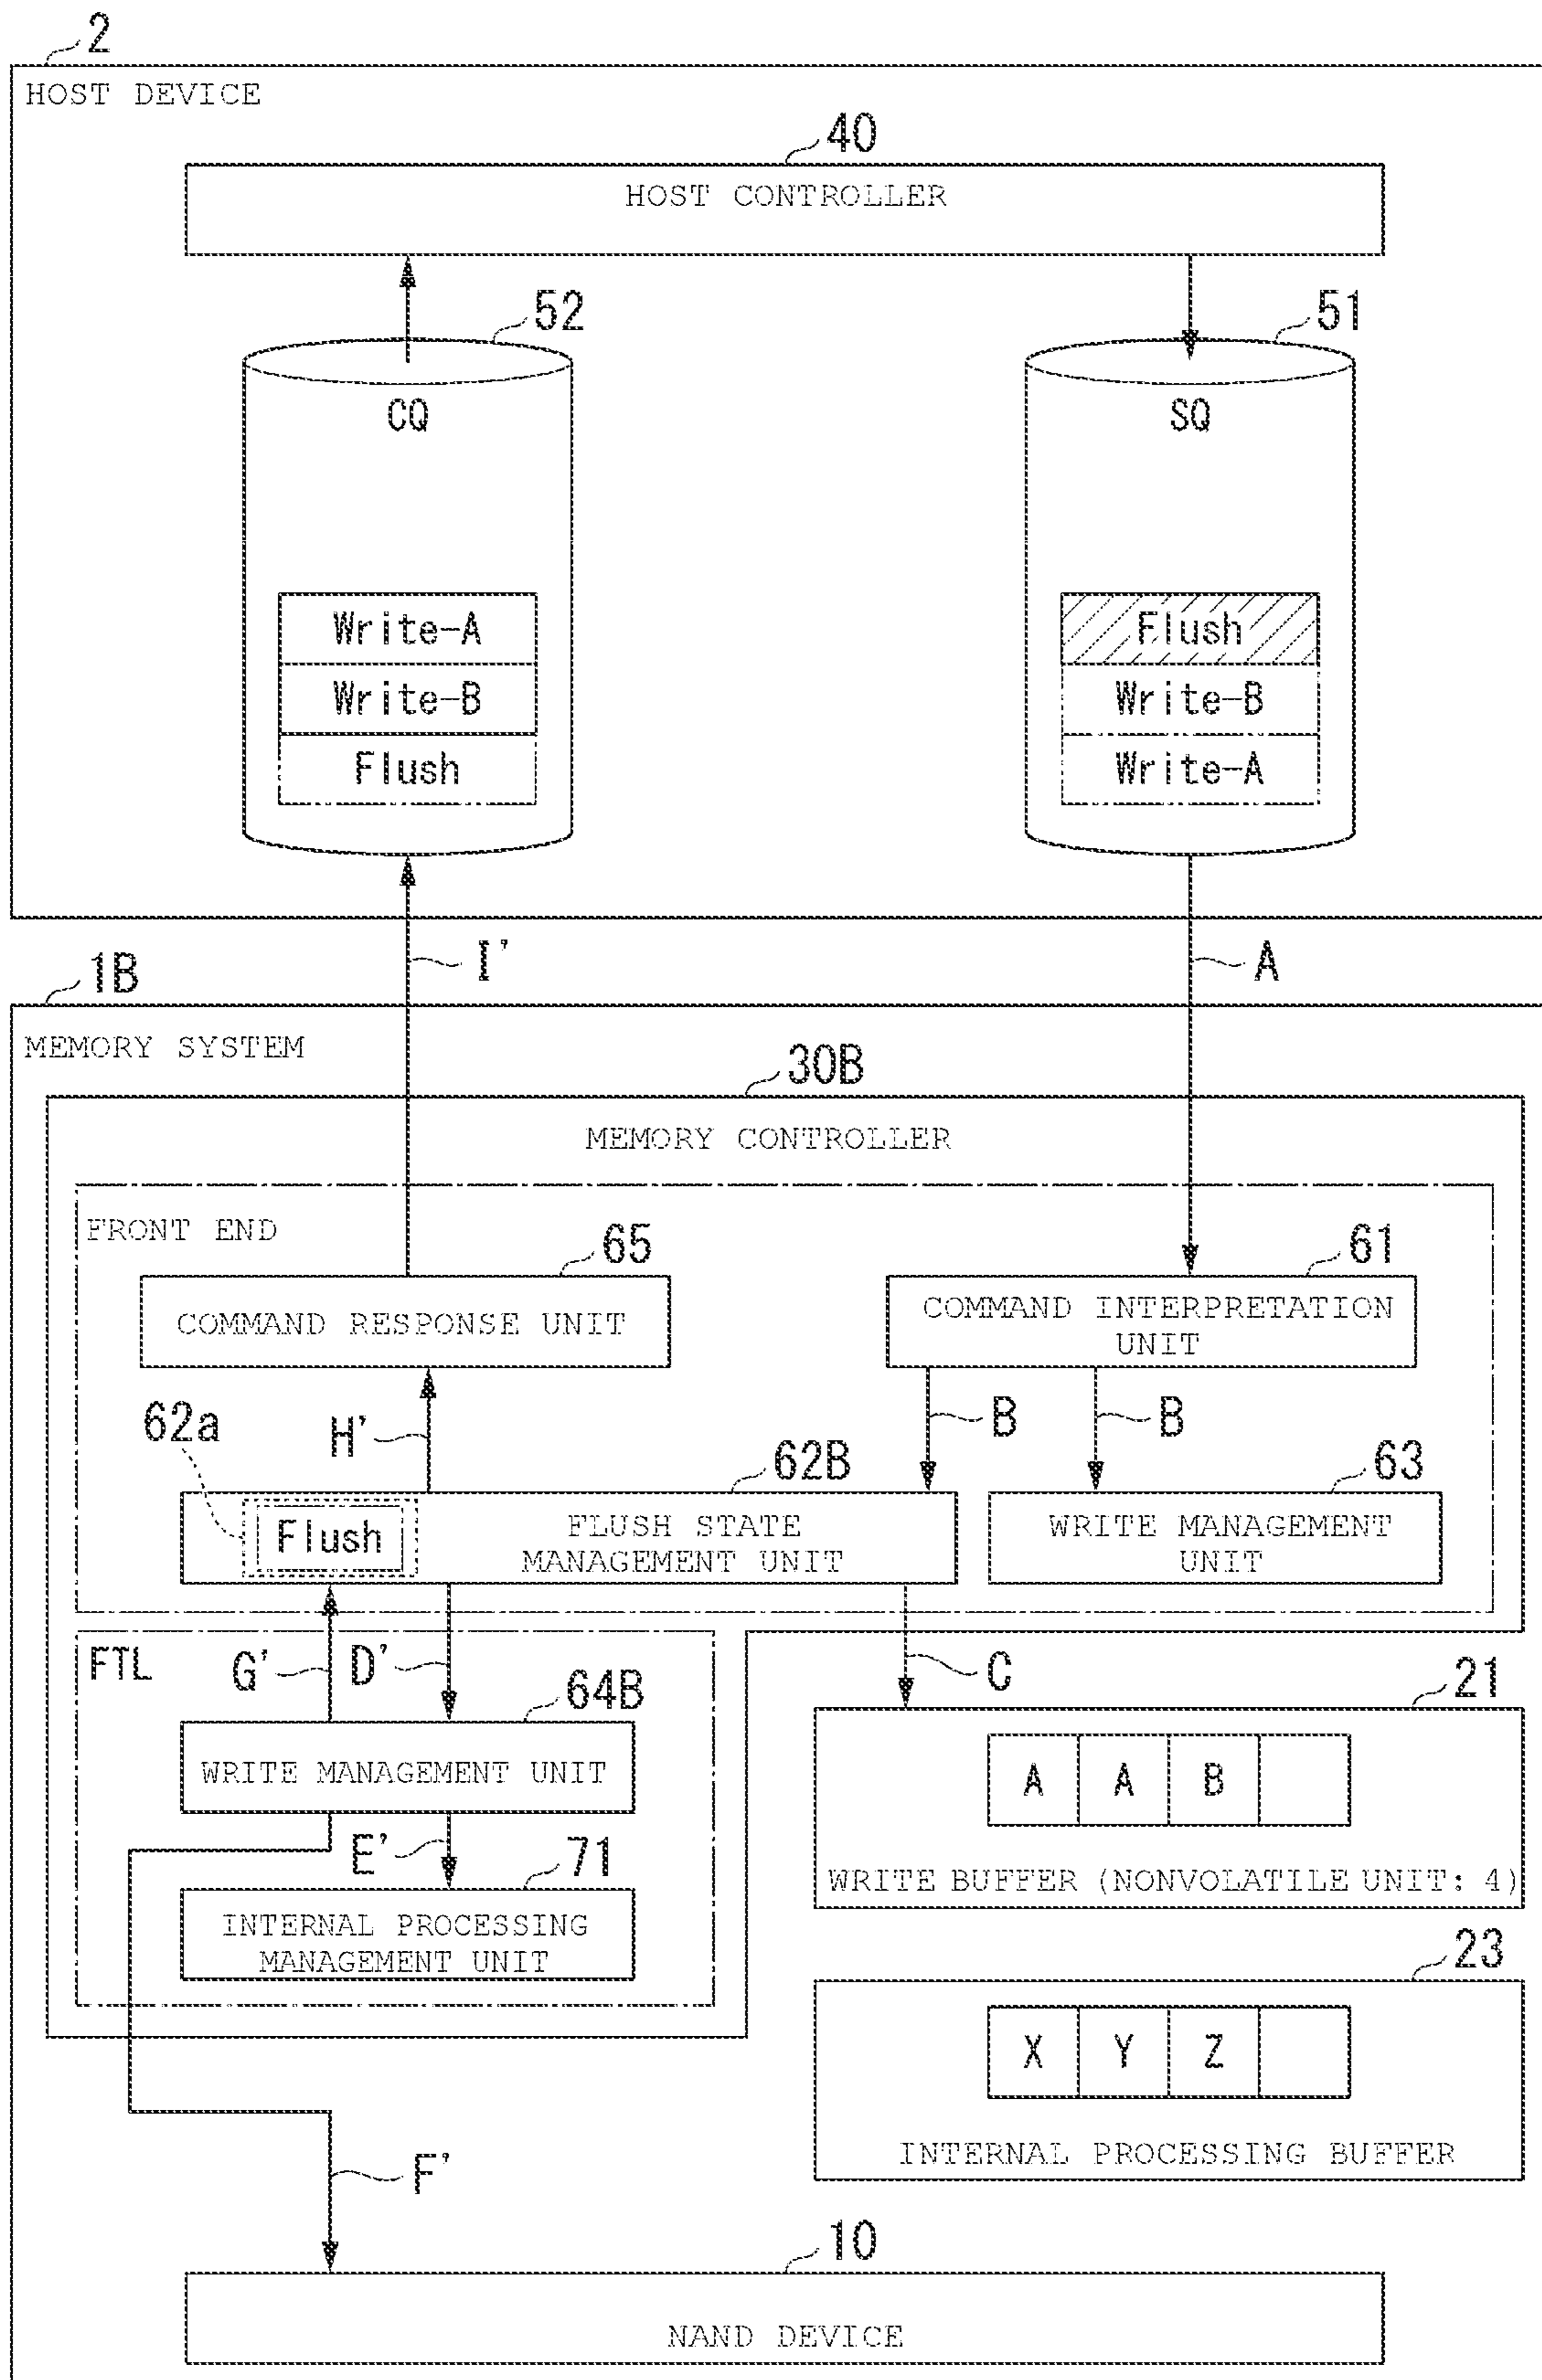 2
HOST DEVICE
40
HOST CONTROLLER
52
51
CQ
SQ
Write-A
Write-B
Flush
Flush
Write-B
Write-A
I'
A
1B
MEMORY SYSTEM
30B
MEMORY CONTROLLER
FRONT END
65
61
COMMAND RESPONSE UNIT
COMMAND INTERPRETATION
UNIT
62a
H'
B
B
62B
63
Flush
FLUSH STATE
MANAGEMENT UNIT
WRITE MANAGEMENT
UNIT
FTL
G'
D'
C
64B
21
WRITE MANAGEMENT UNIT
A
A
B
E'
71
WRITE BUFFER (NONVOLATILE UNIT: 4)
INTERNAL PROCESSING
MANAGEMENT UNIT
23
X
Y
Z
INTERNAL PROCESSING BUFFER
F'
10
NAND DEVICE